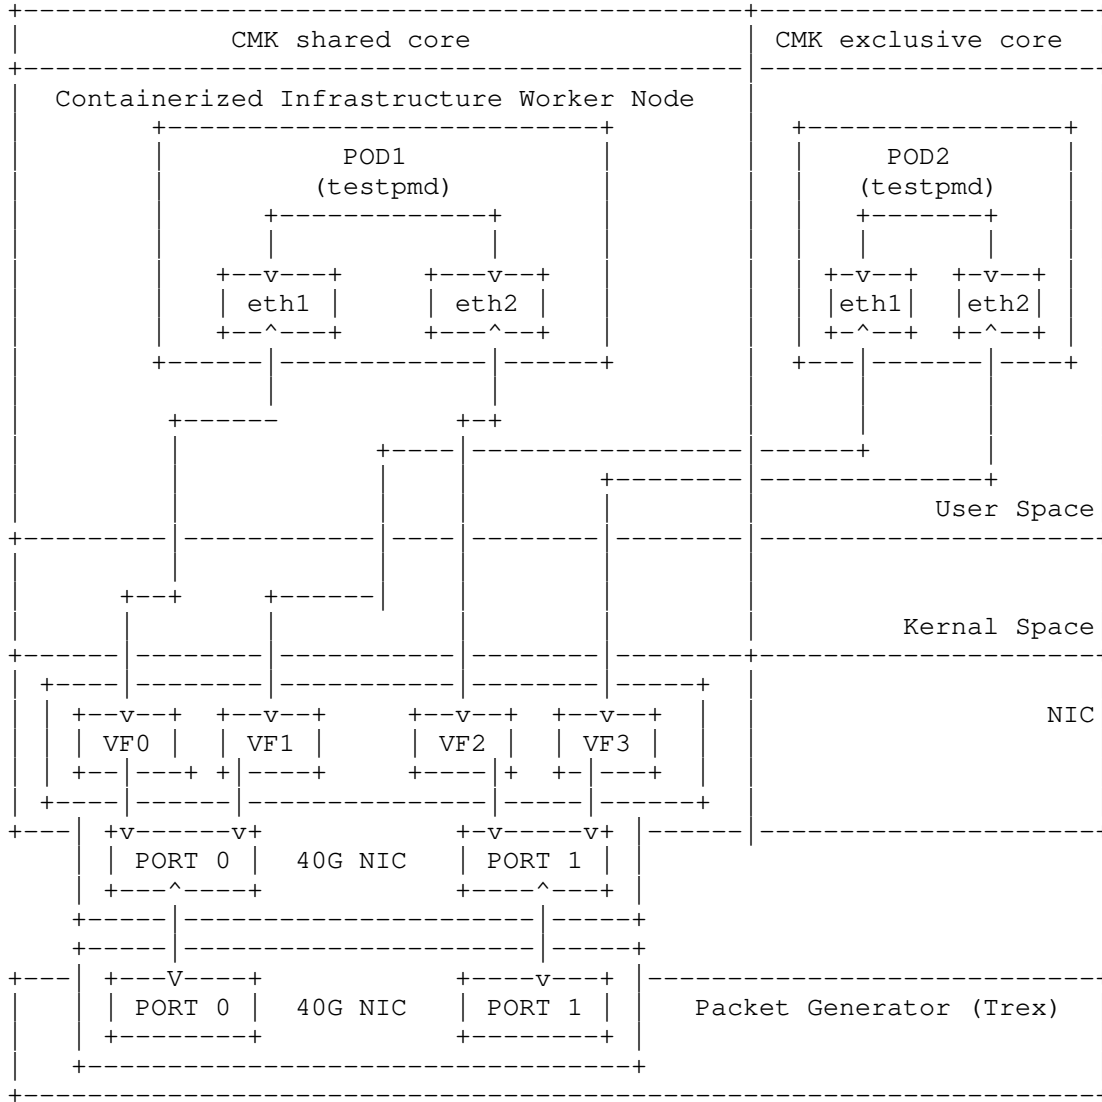 CMK shared core CMK exclusive core
Containerized Infrastructure Worker Node
POD1 POD2
(testpmd) (testpmd)
eth1 eth2 eth1 eth2
User Space
Kernal Space
NIC
VF0 VF1 VF2 VF3
PORT 0 40G NIC PORT 1
PORT 0 40G NIC PORT 1 Packet Generator (Trex)